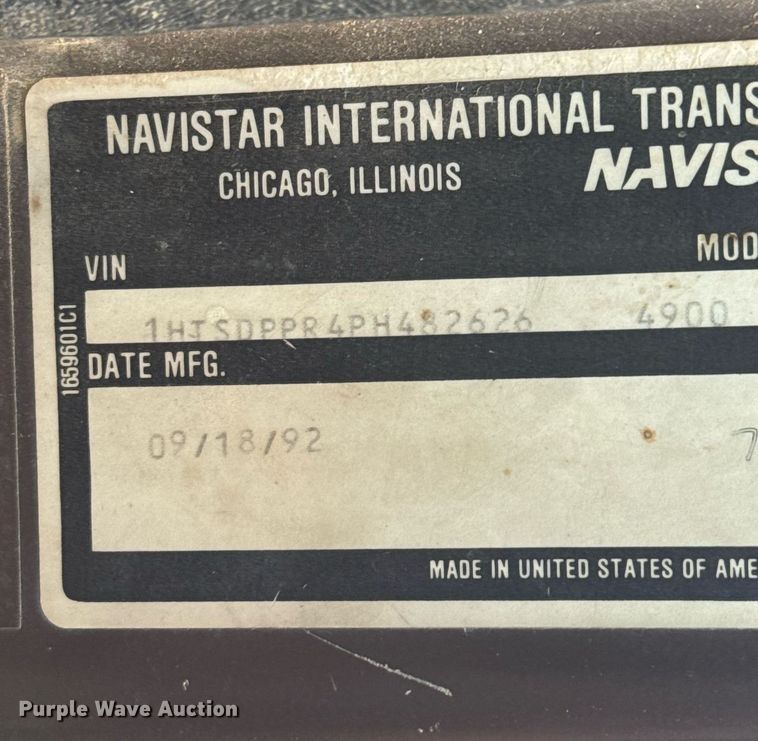 NAVISTAR INTERNATIONAL TRANS
CHICAGO, ILLINOIS NAVIS
VIN MOD
1HTSDPPR4PH482626 4900
1659601C1
DATE MFG.
09/18/92 7
MADE IN UNITED STATES OF AME
Purple Wave Auction